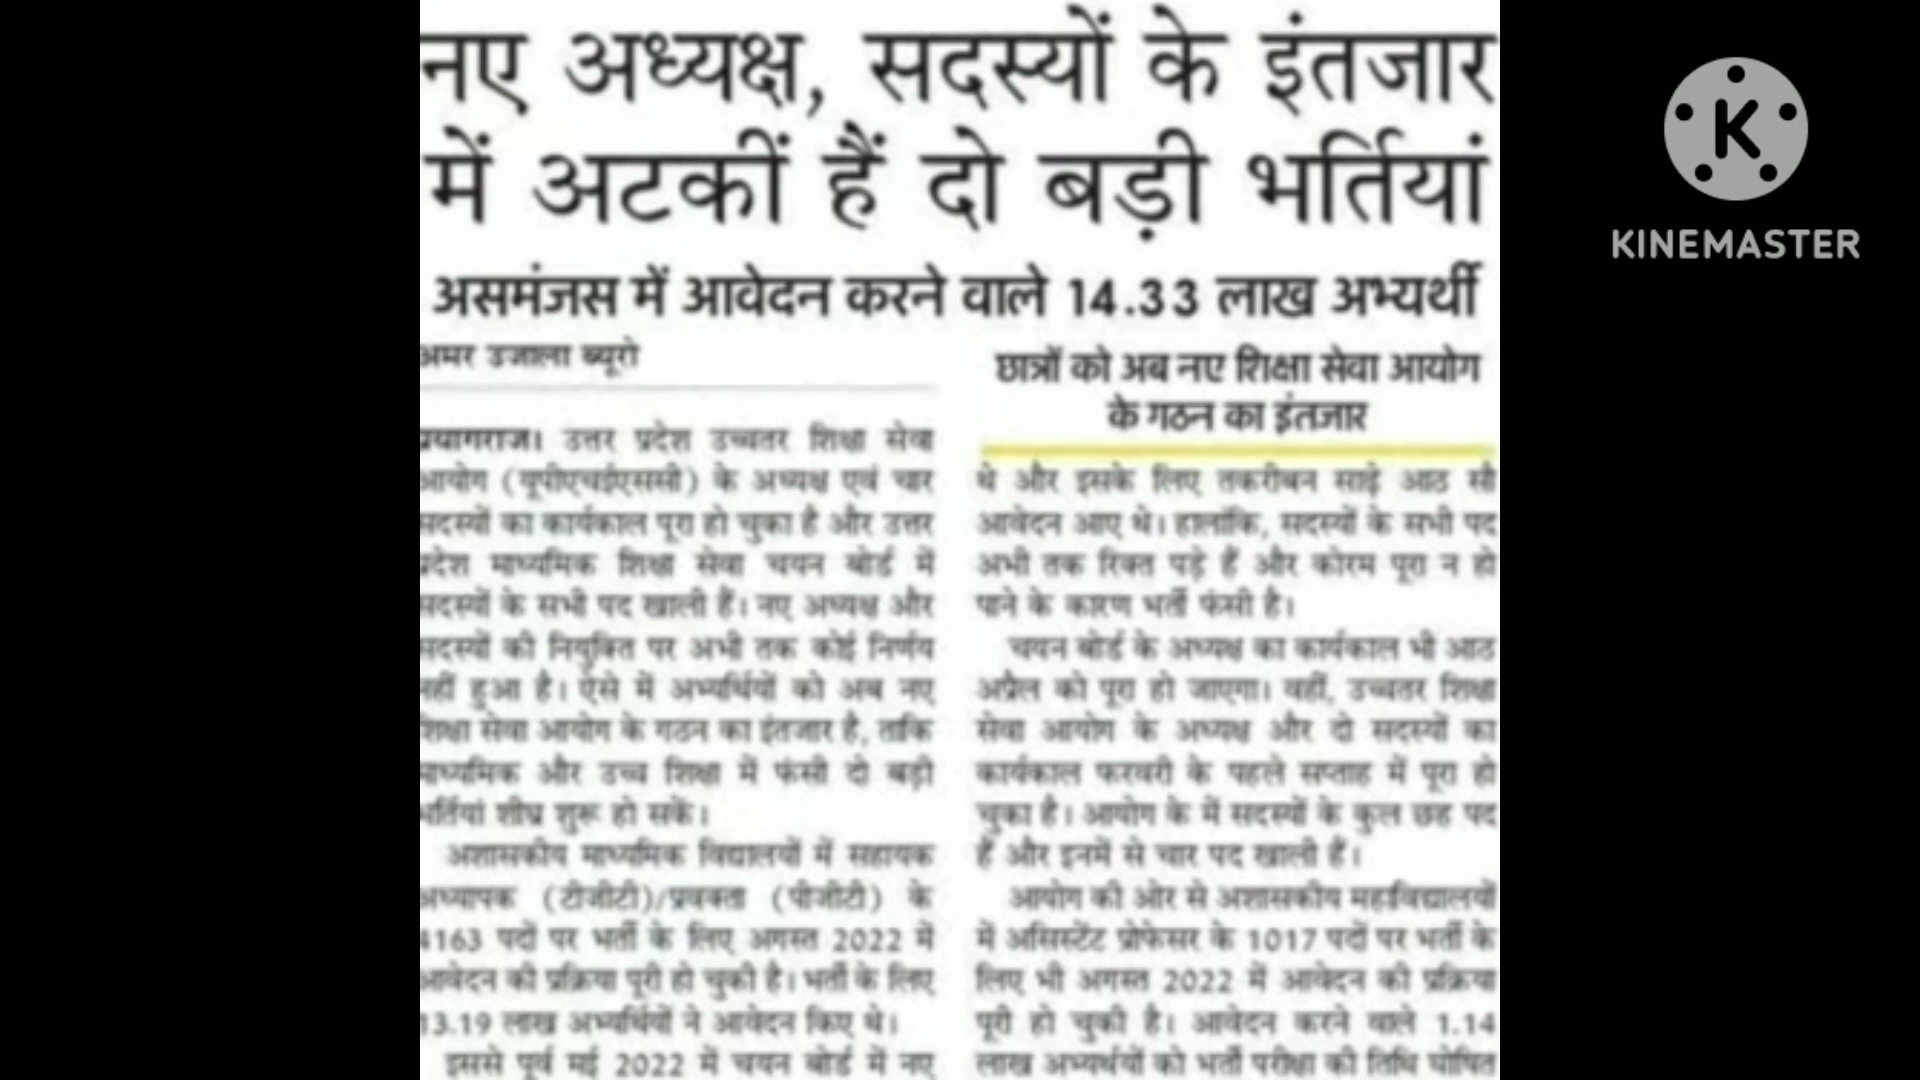 नए अध्यक्ष, सदस्यों के इंतजार
में अटकीं हैं दो बड़ी भर्तियां
असमंजस में आवेदन करने वाले 14.33 लाख अभ्यर्थी
अमर उजाला ब्यूरो
प्रयागराज। उत्तर प्रदेश उच्चतर शिक्षा सेवा
आयोग (यूपीएचईएससी) के अध्यक्ष एवं चार
सदस्यों का कार्यकाल पूरा हो चुका है और उत्तर
प्रदेश माध्यमिक शिक्षा सेवा चयन बोर्ड में
सदस्यों के सभी पद खाली हैं। नए अध्यक्ष और
सदस्यों की नियुक्ति पर अभी तक कोई निर्णय
नहीं हुआ है। ऐसे में अभ्यर्थियों को अब नए
शिक्षा सेवा आयोग के गठन का इंतजार है, ताकि
माध्यमिक और उच्च शिक्षा में फंसी दो बड़ी
भर्तियां शीघ्र शुरू हो सकें।
अशासकीय माध्यमिक विद्यालयों में सहायक
अध्यापक (टीजीटी)/प्रवक्ता (पीजीटी) के
4163 पदों पर भर्ती के लिए अगस्त 2022 में
आवेदन की प्रक्रिया पूरी हो चुकी है। भर्ती के लिए
13.19 लाख अभ्यर्थियों ने आवेदन किए थे।
इससे पूर्व मई 2022 में चयन बोर्ड में नए
छात्रों को अब नए शिक्षा सेवा आयोग
के गठन का इंतजार
थे और इसके लिए तकरीबन साढ़े आठ सौ
आवेदन आए थे। हालांकि, सदस्यों के सभी पद
अभी तक रिक्त पड़े हैं और कोरम पूरा न हो
पाने के कारण भर्ती फंसी है।
चयन बोर्ड के अध्यक्ष का कार्यकाल भी आठ
अप्रैल को पूरा हो जाएगा। वहीं, उच्चतर शिक्षा
सेवा आयोग के अध्यक्ष और दो सदस्यों का
कार्यकाल फरवरी के पहले सप्ताह में पूरा हो
चुका है। आयोग के में सदस्यों के कुल छह पद
हैं और इनमें से चार पद खाली हैं।
आयोग की ओर से अशासकीय महाविद्यालयों
में असिस्टेंट प्रोफेसर के 1017 पदों पर भर्ती के
लिए भी अगस्त 2022 में आवेदन की प्रक्रिया
पूरी हो चुकी है। आवेदन करने वाले 1.14
लाख अभ्यर्थियों को भर्ती परीक्षा की तिथि घोषित
K
KINEMASTER